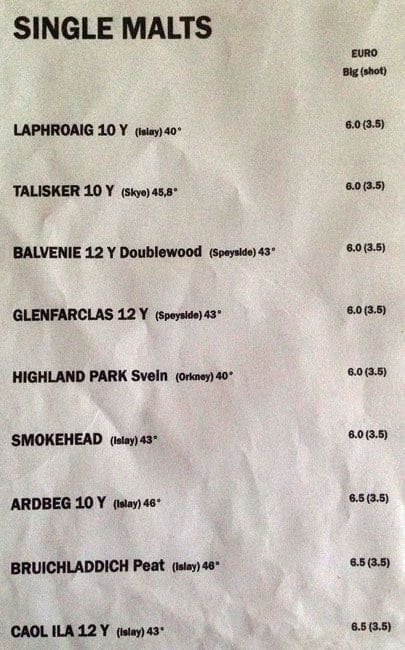 SINGLE MALTS
EURO
Big (shot)
LAPHROAIG 10 Y (Islay) 40° 6.0 (3.5)
TALISKER 10 Y (Skye) 45,8° 6.0 (3.5)
BALVENIE 12 Y Doublewood (Speyside) 43° 6.0 (3.5)
GLENFARCLAS 12 Y (Speyside) 43° 6.0 (3.5)
HIGHLAND PARK Svein (Orkney) 40° 6.0 (3.5)
SMOKEHEAD (Islay) 43° 6.0 (3.5)
ARDBEG 10 Y (Islay) 46° 6.5 (3.5)
BRUICHLADDICH Peat (Islay) 46° 6.5 (3.5)
CAOL ILA 12 Y (Islay) 43° 6.5 (3.5)